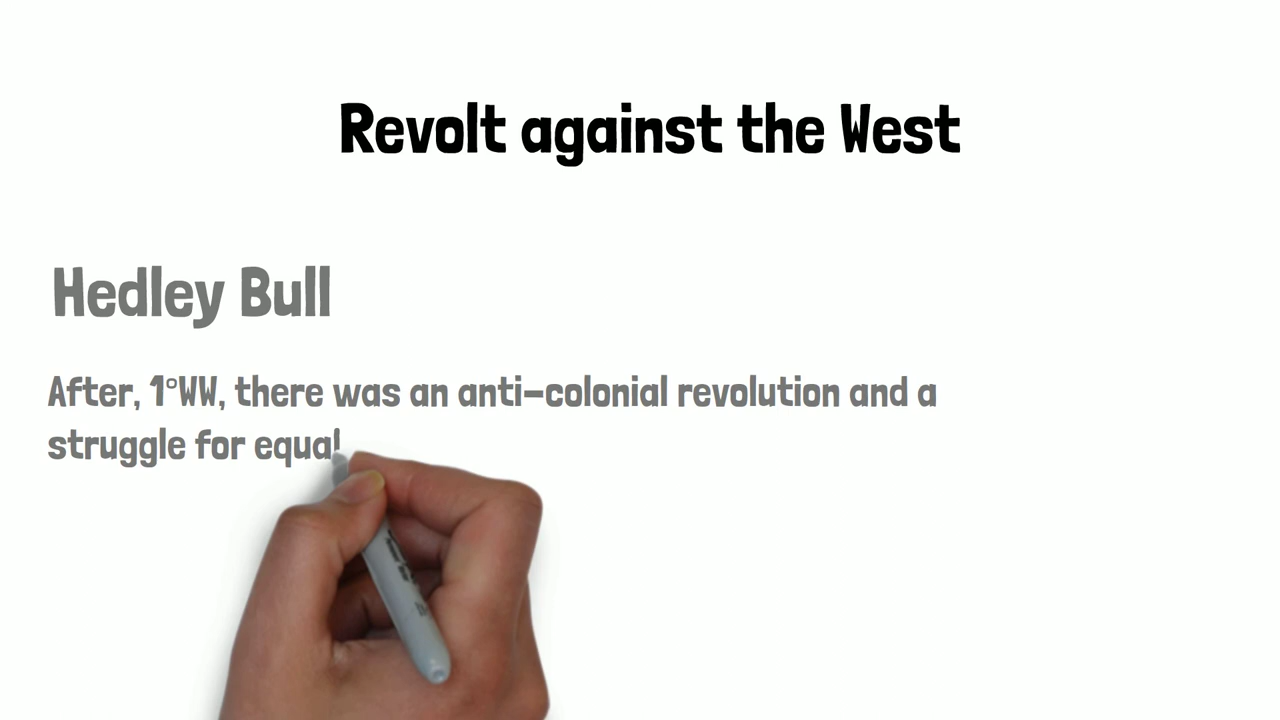 Revolt against the West
Hedley Bull
After, 1°WW, there was an anti-colonial revolution and a
struggle for equal